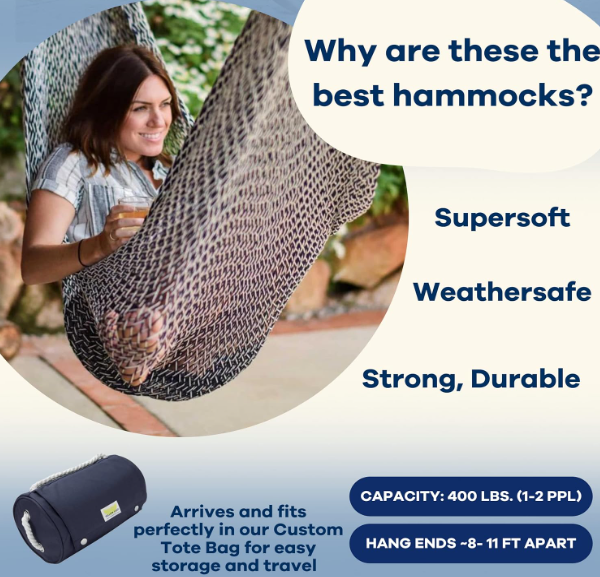 Why are these the
best hammocks?
Supersoft
Weathersafe
Strong, Durable
CAPACITY: 400 LBS. (1-2 PPL)
HANG ENDS ~8- 11 FT APART
Arrives and fits
perfectly in our Custom
Tote Bag for easy
storage and travel